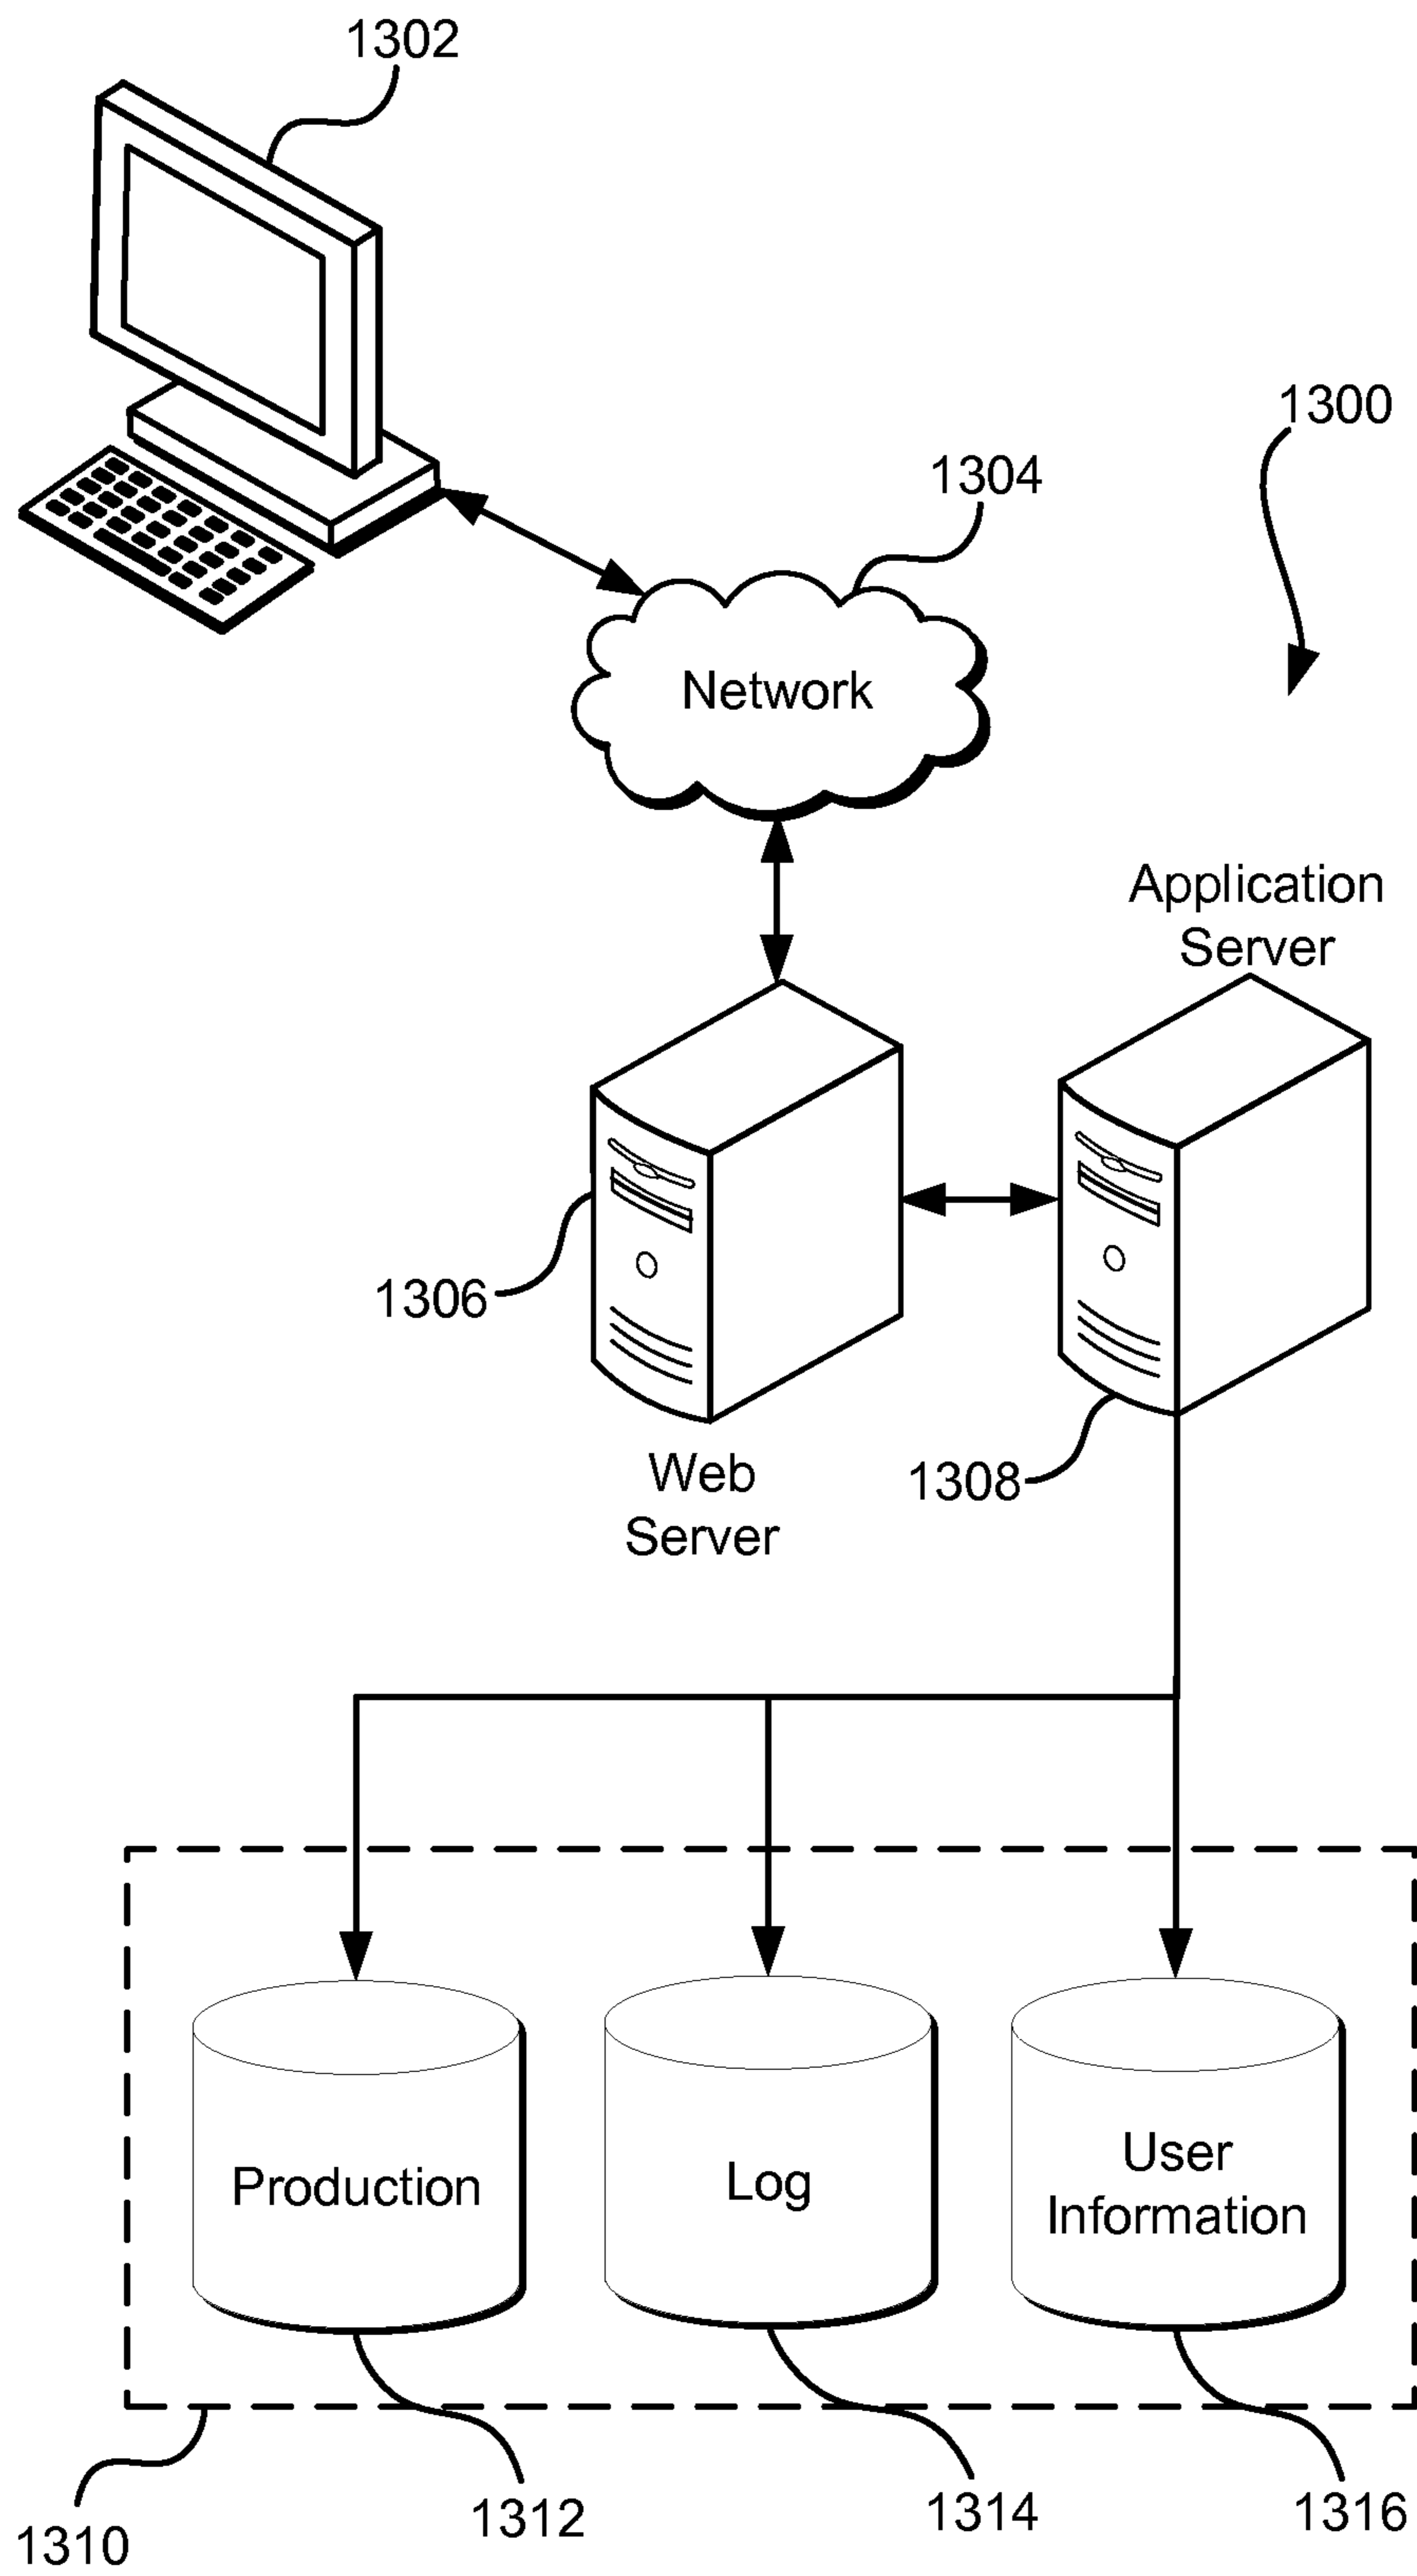 1302
1300
1304
Network
Application
Server
1306
Web
Server
1308
Production
Log
User
Information
1310
1312
1314
1316